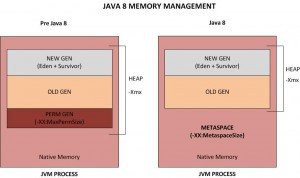 JAVA 8 MEMORY MANAGEMENT
Pre Java 8
NEW GEN
(Eden + Survivor)
OLD GEN
PERM GEN
(-XX:MaxPermSize)
Native Memory
HEAP
-Xmx
JVM PROCESS
Java 8
NEW GEN
(Eden + Survivor)
OLD GEN
METASPACE
(-XX:MetaspaceSize)
Native Memory
HEAP
-Xmx
JVM PROCESS